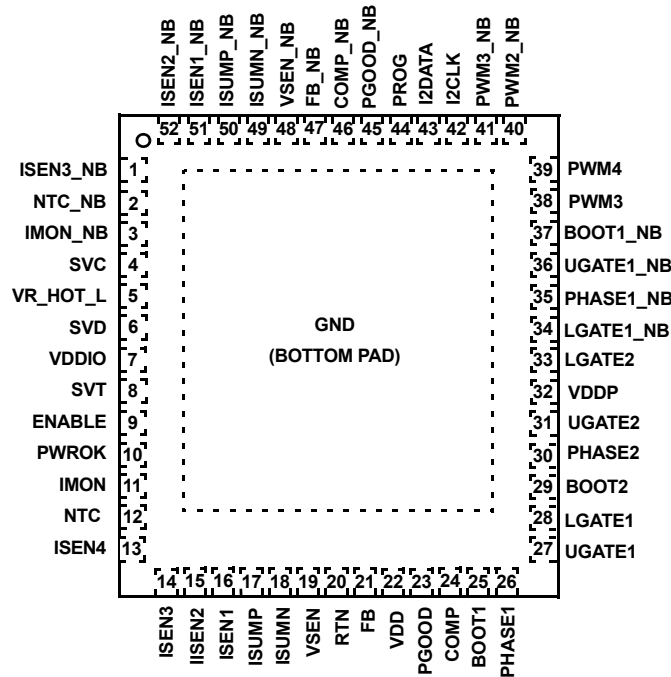 ISEN2_NB
ISEN1_NB
ISUMP_NB
ISUMN_NB
VSEN_NB
FB_NB
COMP_NB
PGOOD_NB
PROG
I2DATA
I2CLK
PWM3_NB
PWM2_NB
52 51 50 49 48 47 46 45 44 43 42 41 40
ISEN3_NB 1
NTC_NB 2
IMON_NB 3
SVC 4
VR_HOT_L 5
SVD 6
VDDIO 7
SVT 8
ENABLE 9
PWROK 10
IMON 11
NTC 12
ISEN4 13
GND
(BOTTOM PAD)
39 PWM4
38 PWM3
37 BOOT1_NB
36 UGATE1_NB
35 PHASE1_NB
34 LGATE1_NB
33 LGATE2
32 VDDP
31 UGATE2
30 PHASE2
29 BOOT2
28 LGATE1
27 UGATE1
14 15 16 17 18 19 20 21 22 23 24 25 26
ISEN3
IISEN2
ISEN1
ISUMP
ISUMN
VSEN
RTN
FB
VDD
PGOOD
COMP
BOOT1
PHASE1